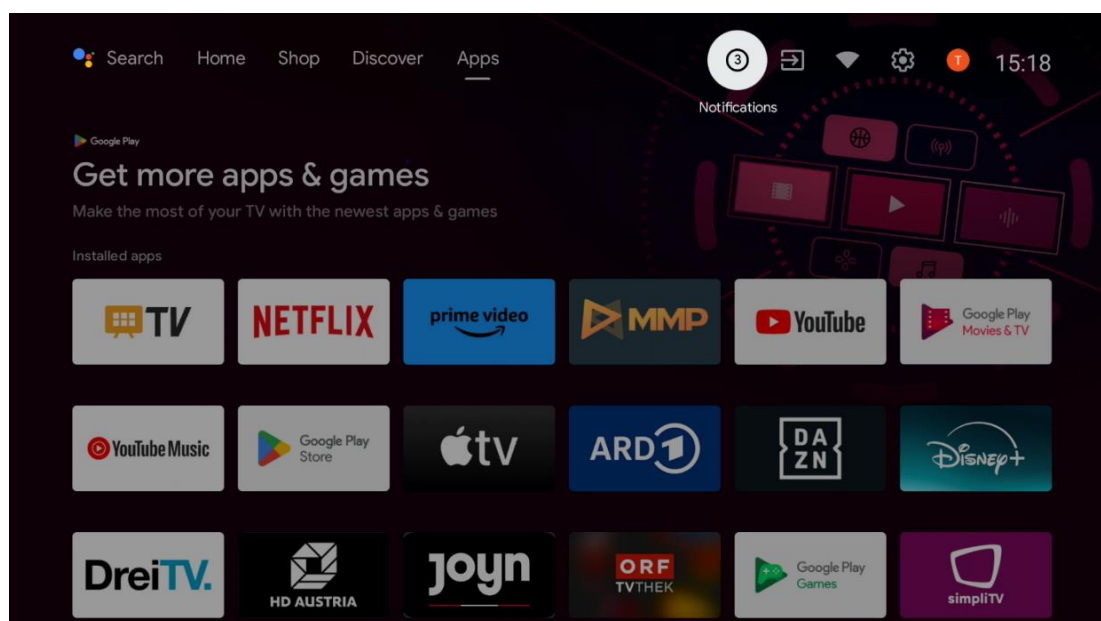 Search Home Shop Discover Apps 3 T 15:18
Notifications
Google Play
Get more apps & games
Make the most of your TV with the newest apps & games
Installed apps
TV NETFLIX prime video MMP YouTube Google Play Movies & TV
YouTube Music Google Play Store tv ARD 1 DAZN Disney+
DreiTV. HD AUSTRIA Joyn ORF TVTHEK Google Play Games simpliTV